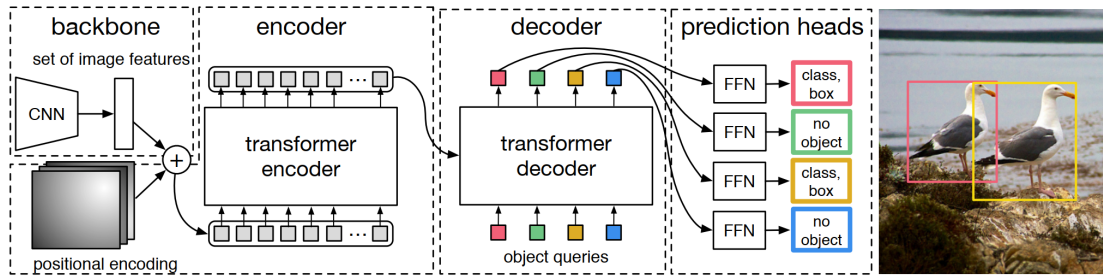 backbone
set of image features
CNN
+
positional encoding
encoder
...
transformer
encoder
...
decoder
transformer
decoder
object queries
prediction heads
FFN
class,
box
FFN
no
object
FFN
class,
box
FFN
no
object